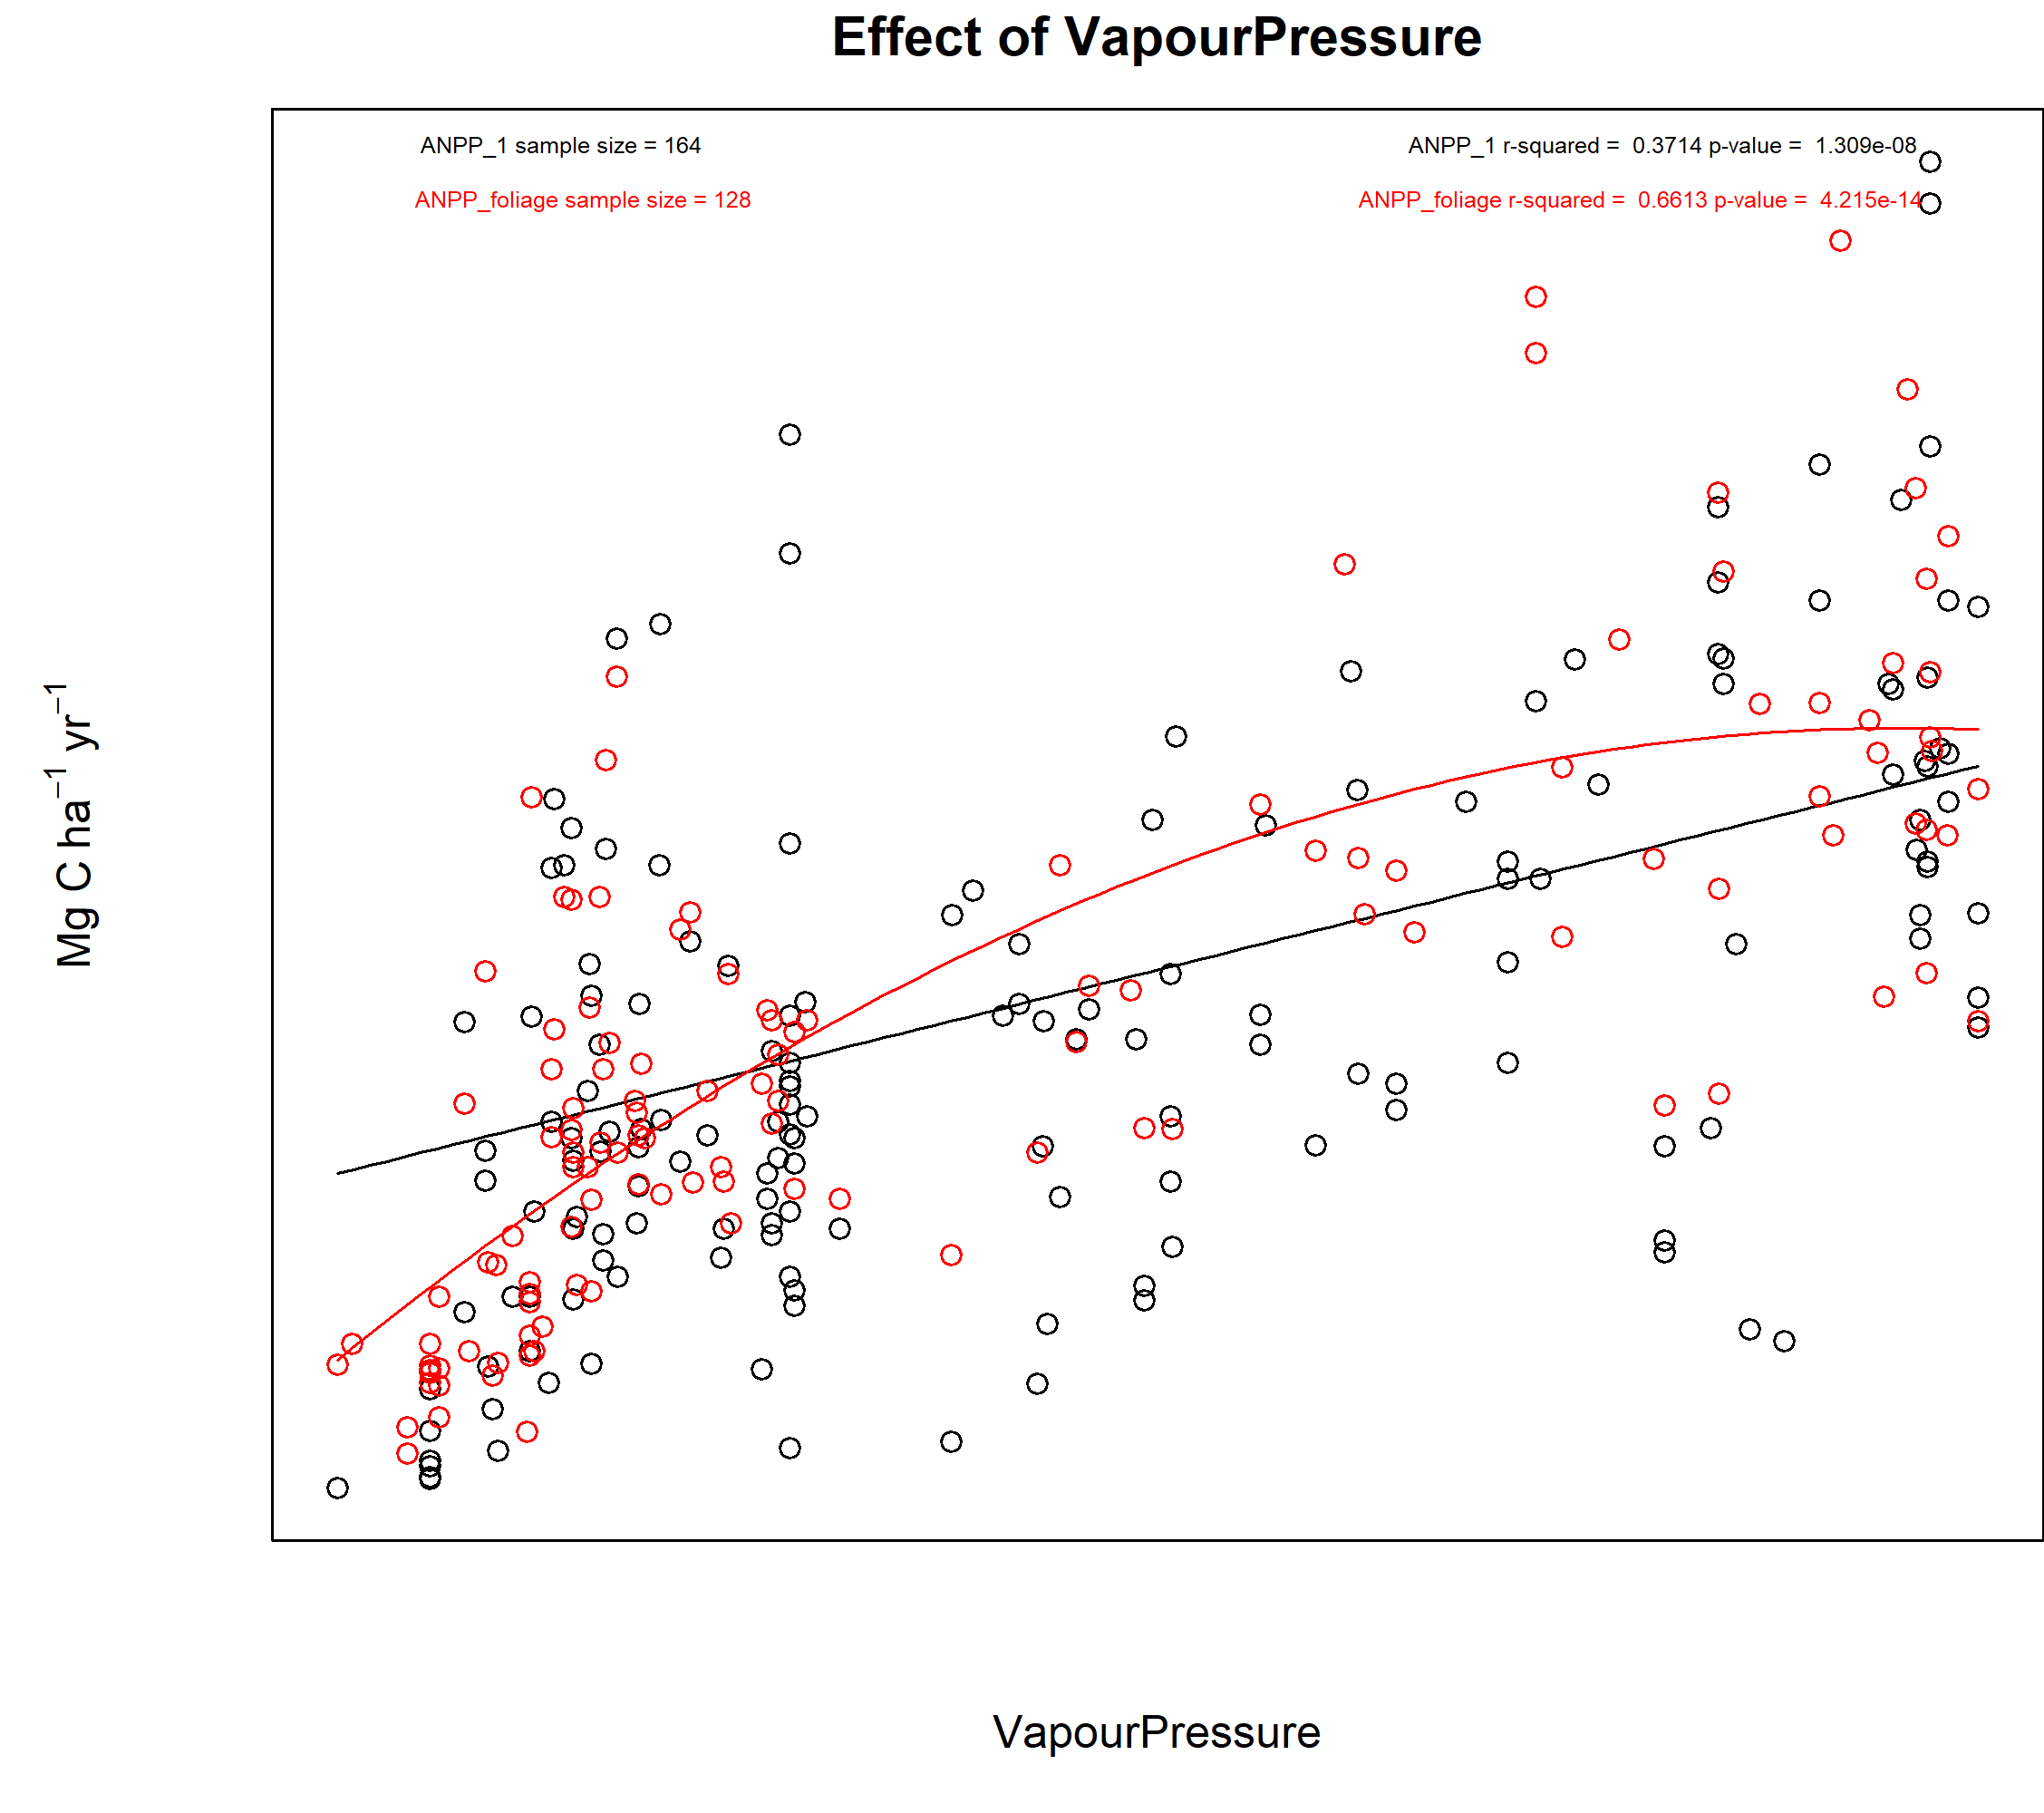 Effect of VapourPressure
ANPP_1 sample size = 164
ANPP_1 r-squared = 0.3714 p-value = 1.309e-08
ANPP_foliage sample size = 128
ANPP_foliage r-squared = 0.6613 p-value = 4.215e-14
Mg C ha⁻¹ yr⁻¹
VapourPressure